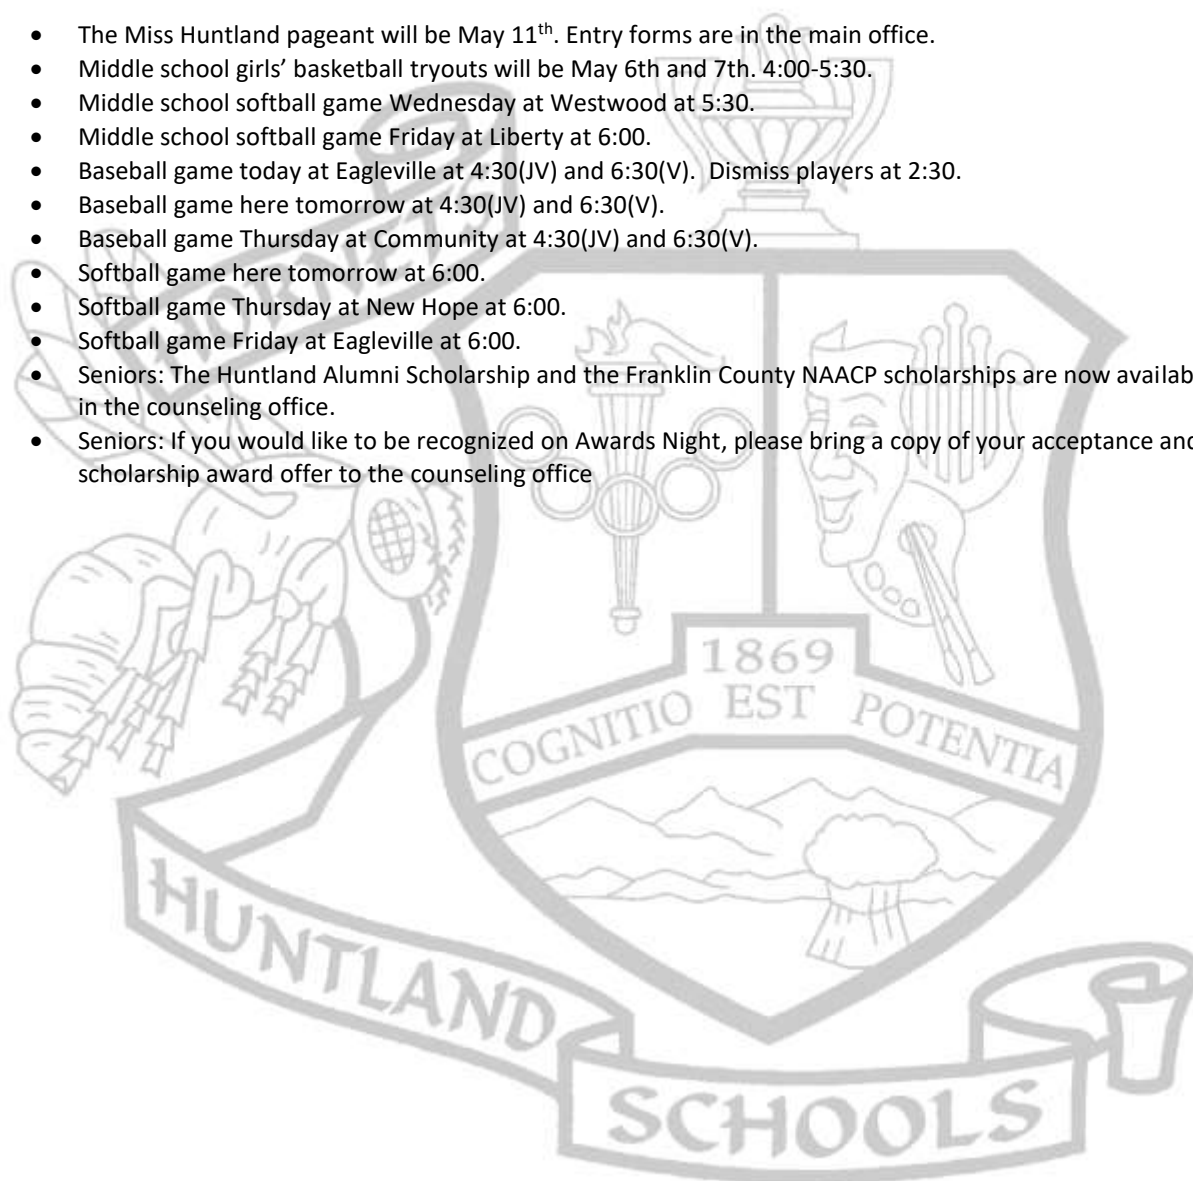 • The Miss Huntland pageant will be May 11th. Entry forms are in the main office.
• Middle school girls’ basketball tryouts will be May 6th and 7th. 4:00-5:30.
• Middle school softball game Wednesday at Westwood at 5:30.
• Middle school softball game Friday at Liberty at 6:00.
• Baseball game today at Eagleville at 4:30(JV) and 6:30(V).  Dismiss players at 2:30.
• Baseball game here tomorrow at 4:30(JV) and 6:30(V).
• Baseball game Thursday at Community at 4:30(JV) and 6:30(V).
• Softball game here tomorrow at 6:00.
• Softball game Thursday at New Hope at 6:00.
• Softball game Friday at Eagleville at 6:00.
• Seniors: The Huntland Alumni Scholarship and the Franklin County NAACP scholarships are now availab
in the counseling office.
• Seniors: If you would like to be recognized on Awards Night, please bring a copy of your acceptance and
scholarship award offer to the counseling office
HORNETS
1869
COGNITIO EST POTENTIA
HUNTLAND
SCHOOLS